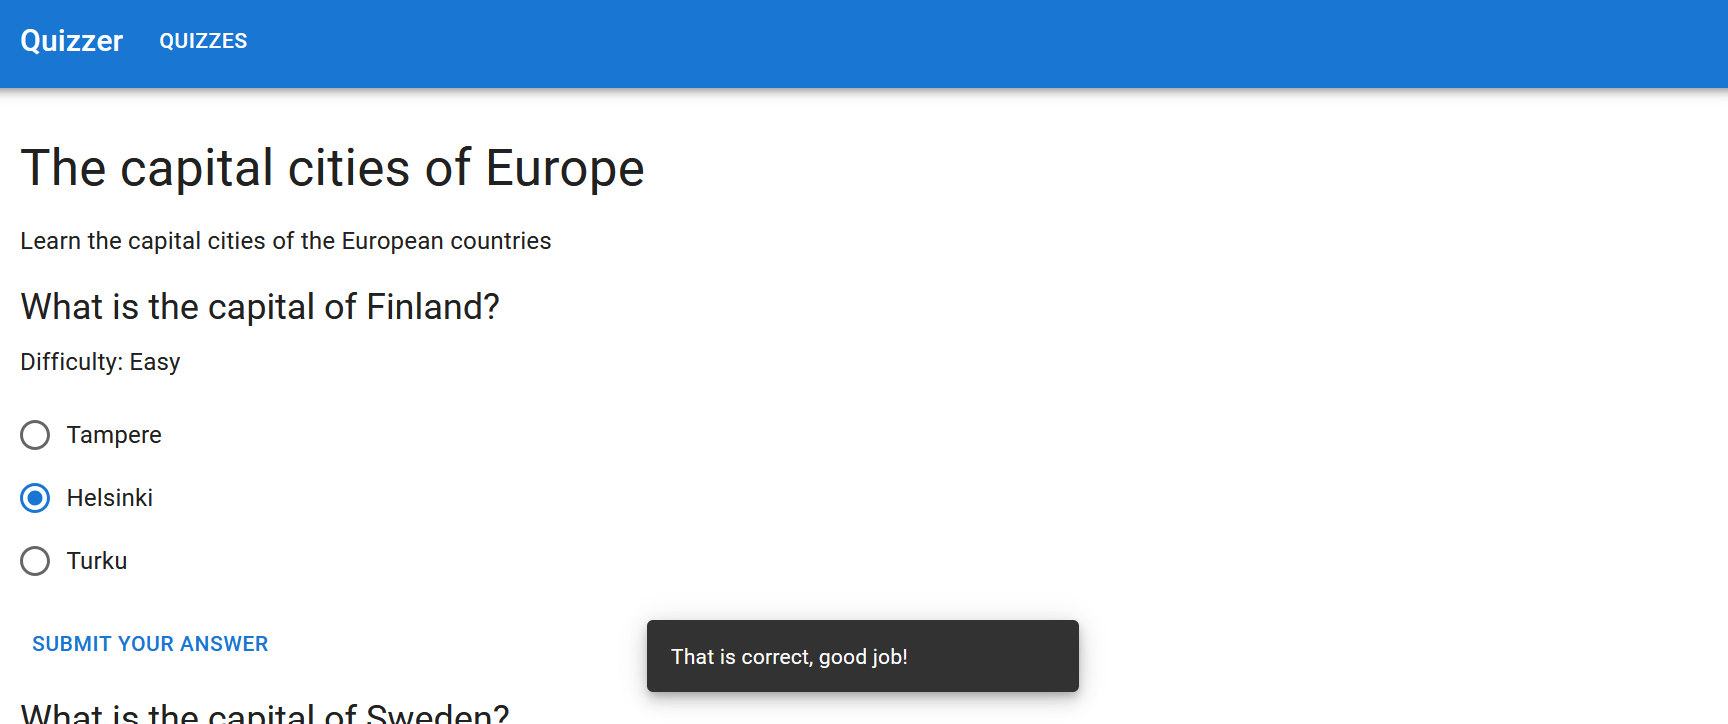 Quizzer QUIZZES
The capital cities of Europe
Learn the capital cities of the European countries
What is the capital of Finland?
Difficulty: Easy
Tampere
Helsinki
Turku
SUBMIT YOUR ANSWER
That is correct, good job!
What is the capital of Sweden?